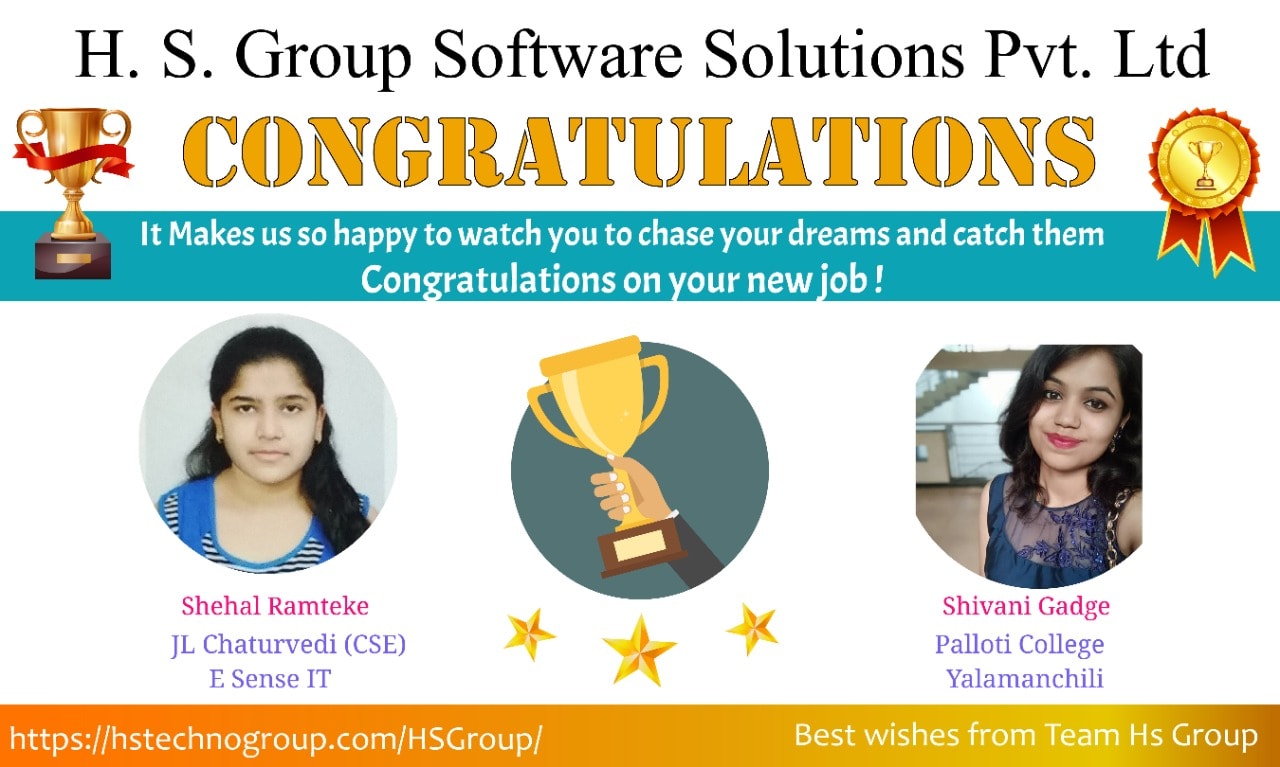 H. S. Group Software Solutions Pvt. Ltd
CONGRATULATIONS
It Makes us so happy to watch you to chase your dreams and catch them
Congratulations on your new job !
Shehal Ramteke
JL Chaturvedi (CSE)
E Sense IT
Shivani Gadge
Palloti College
Yalamanchili
https://hstechnogroup.com/HSGroup/
Best wishes from Team Hs Group